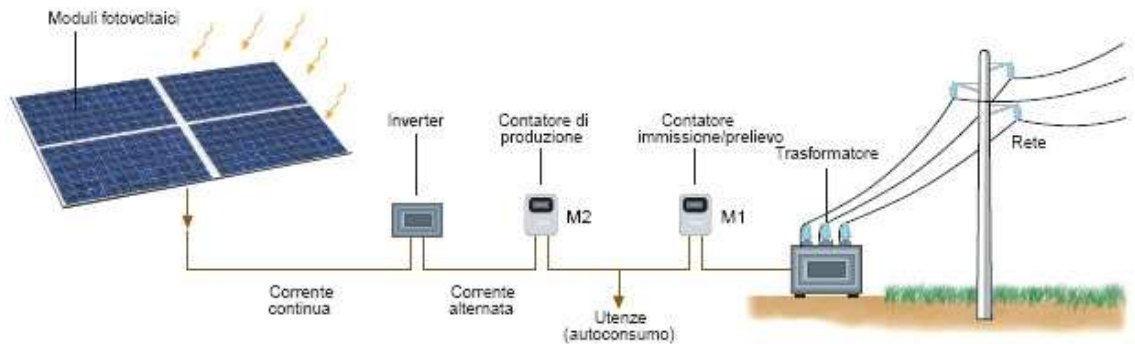 Moduli fotovoltaici
Inverter
Contatore di
produzione
Contatore
immissione/prelievo
Trasformatore
Rete
M2
M1
Corrente
continua
Corrente
alternata
Utenze
(autoconsumo)